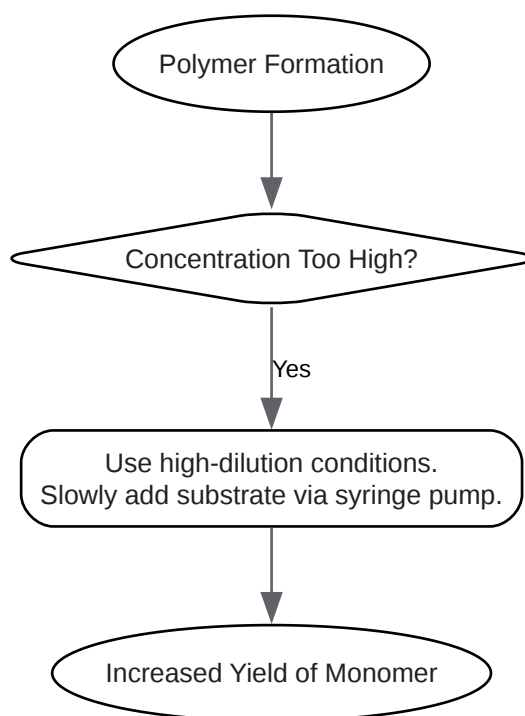 Polymer Formation
Concentration Too High?
Yes
Use high-dilution conditions.
Slowly add substrate via syringe pump.
Increased Yield of Monomer